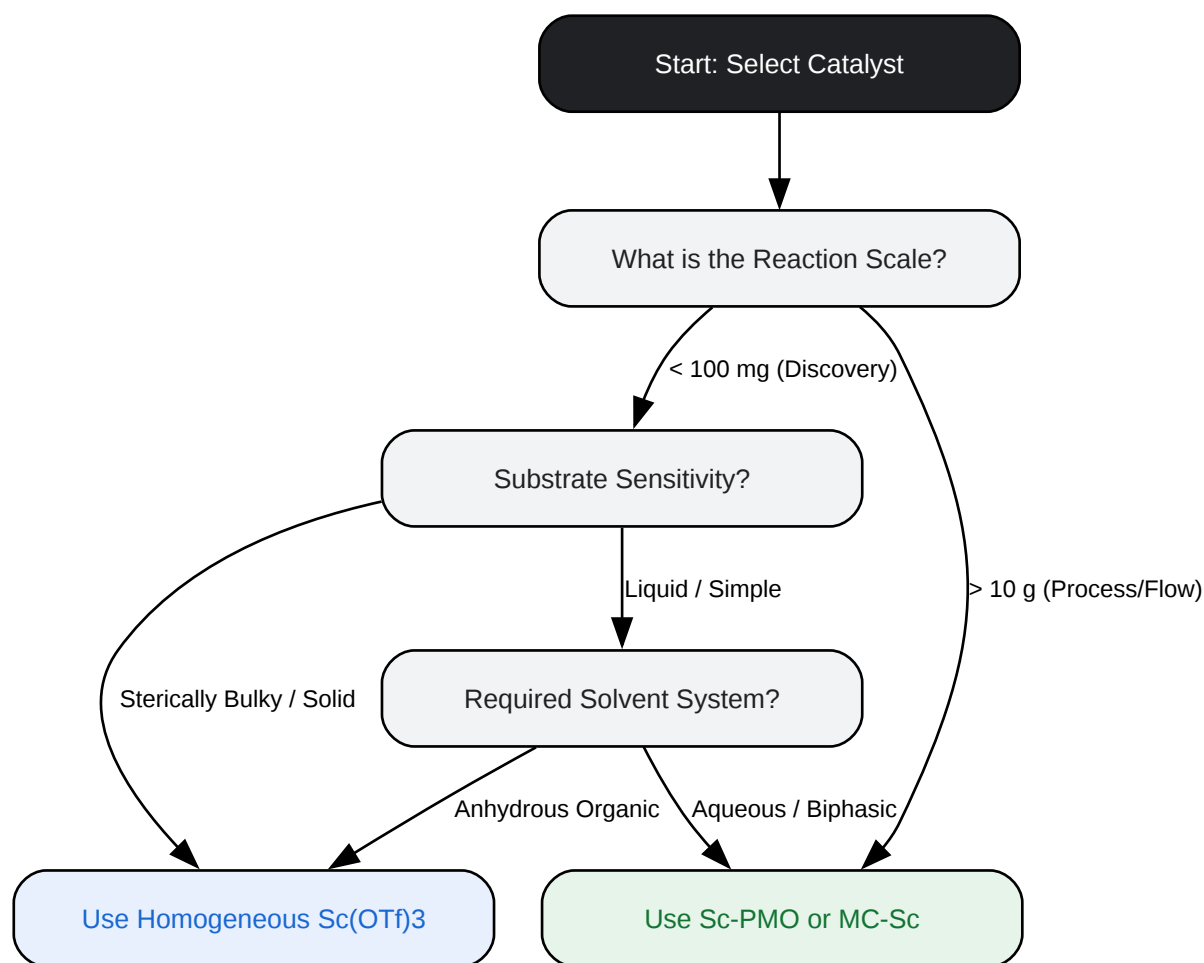 Start: Select Catalyst
What is the Reaction Scale?
< 100 mg (Discovery)
Substrate Sensitivity?
Liquid / Simple
> 10 g (Process/Flow)
Sterically Bulky / Solid
Required Solvent System?
Anhydrous Organic
Aqueous / Biphasic
Use Homogeneous Sc(OTf)3
Use Sc-PMO or MC-Sc